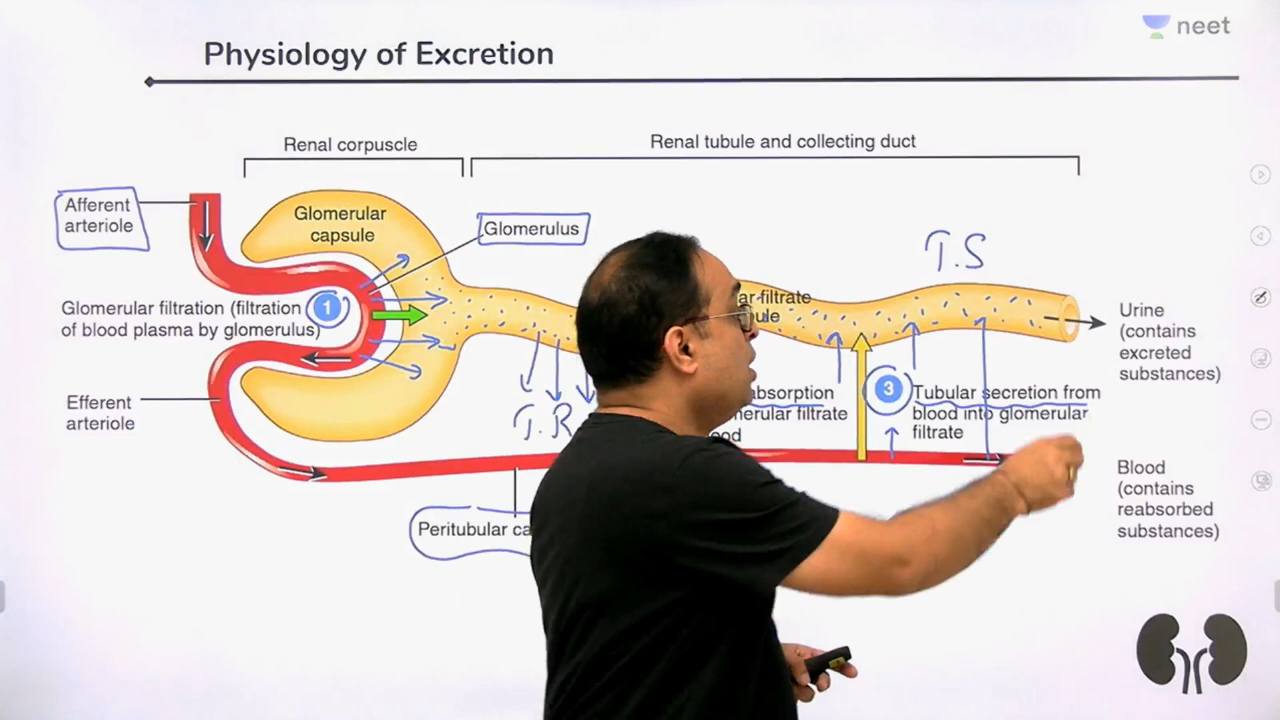 neet
Physiology of Excretion
Renal corpuscle
Renal tubule and collecting duct
Afferent
arteriole
Glomerular
capsule
Glomerulus
T.S
Glomerular filtration (filtration
of blood plasma by glomerulus)
1
filtrate
Urine
(contains
excreted
substances)
Efferent
arteriole
T.R
3
Tubular secretion from
blood into glomerular
filtrate
filtrate
Peritubular
Blood
(contains
reabsorbed
substances)